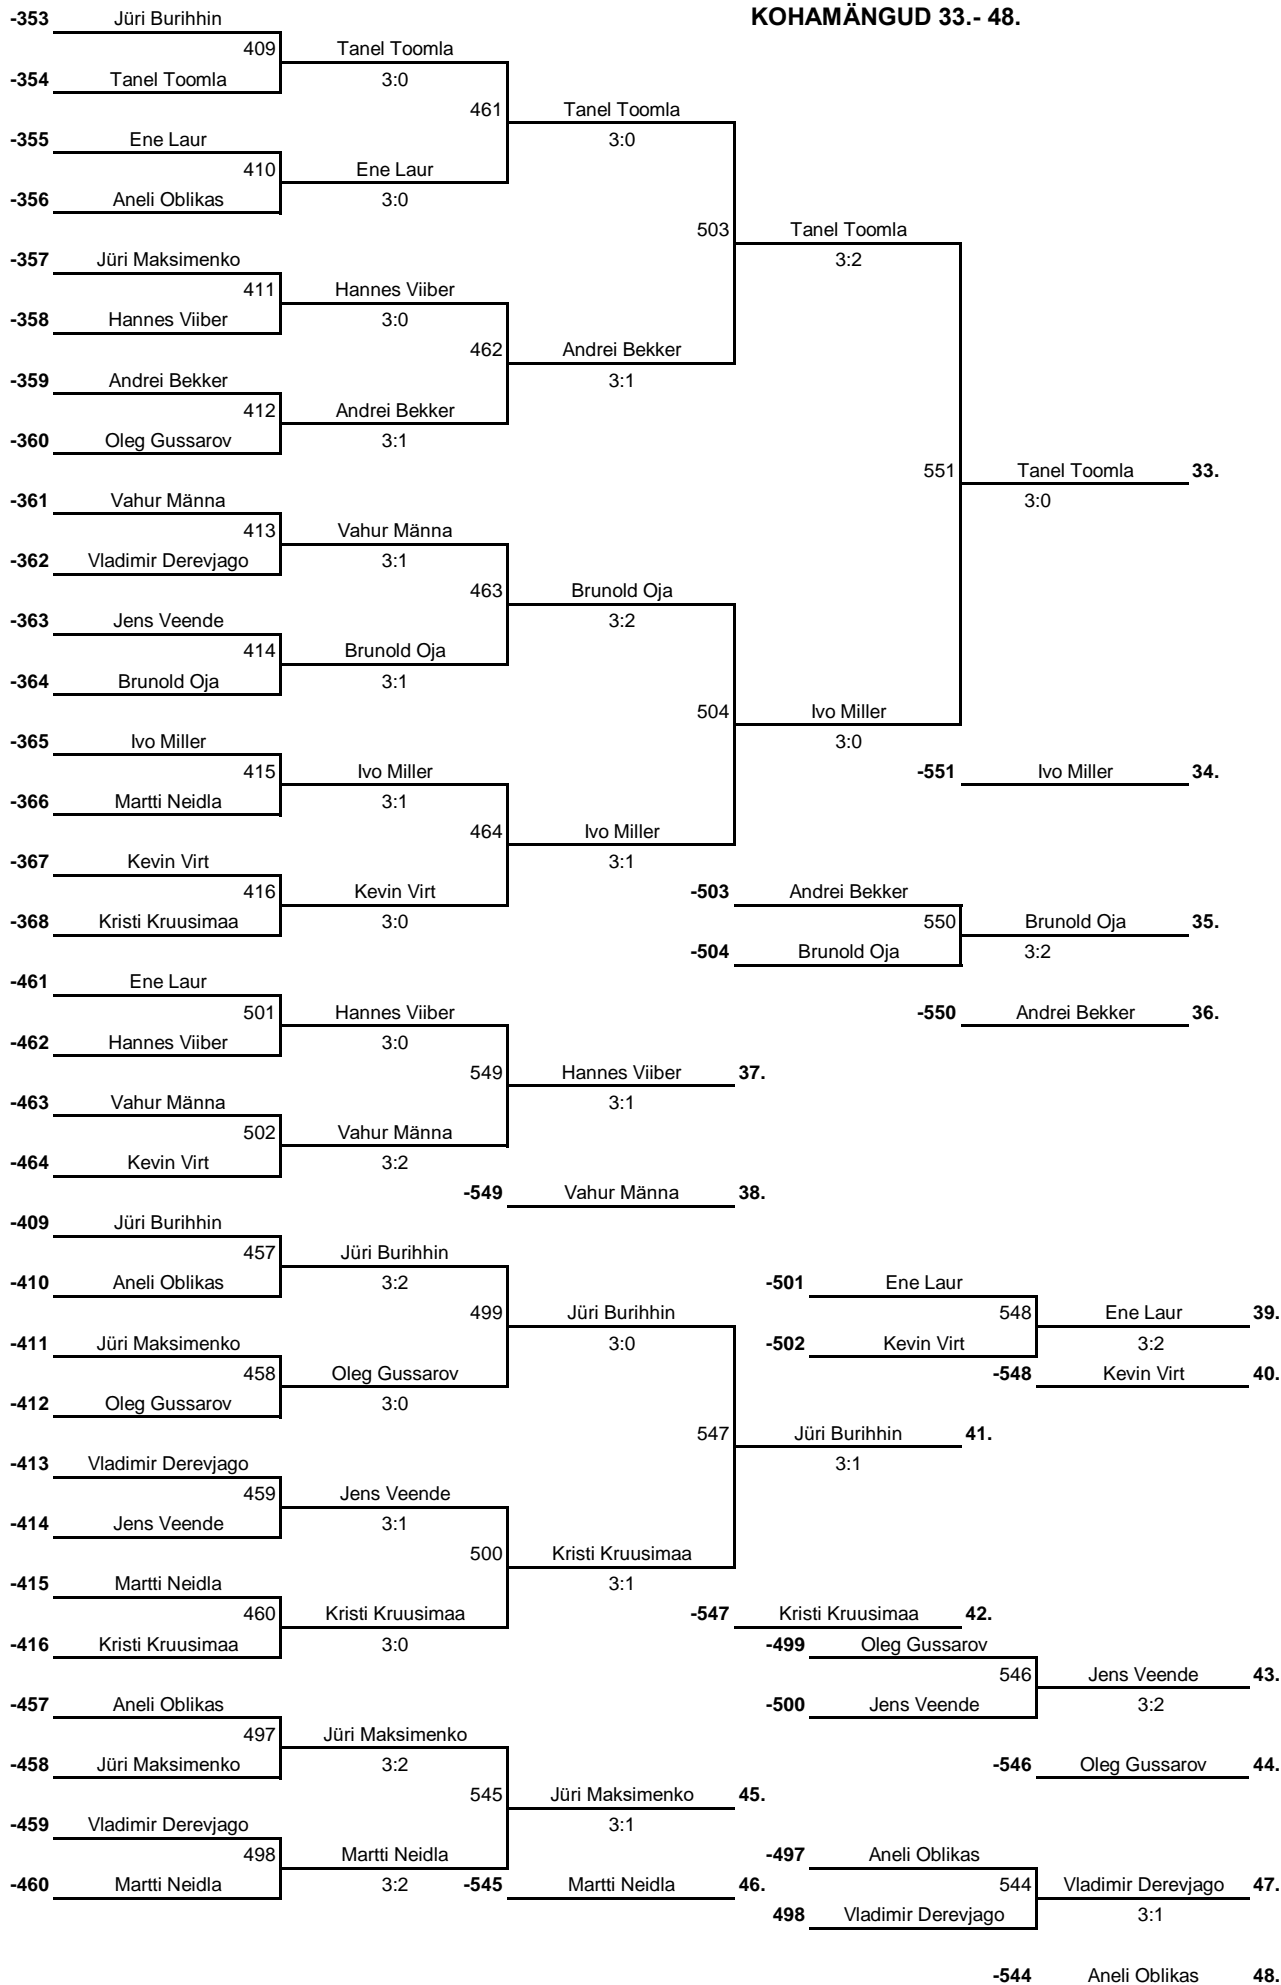 -353 Jüri Burihhin KOHAMÄNGUD 33.- 48.
409 Tanel Toomla
-354 Tanel Toomla 3:0
461 Tanel Toomla
-355 Ene Laur 3:0
410 Ene Laur
-356 Aneli Oblikas 3:0
503 Tanel Toomla
-357 Jüri Maksimenko 3:2
411 Hannes Viiber
-358 Hannes Viiber 3:0
462 Andrei Bekker
-359 Andrei Bekker 3:1
412 Andrei Bekker
-360 Oleg Gussarov 3:1
551 Tanel Toomla 33.
-361 Vahur Männa 3:0
413 Vahur Männa
-362 Vladimir Derevjago 3:1
463 Brunold Oja
-363 Jens Veende 3:2
414 Brunold Oja
-364 Brunold Oja 3:1
504 Ivo Miller
-365 Ivo Miller 3:0
415 Ivo Miller -551 Ivo Miller 34.
-366 Martti Neidla 3:1
464 Ivo Miller
-367 Kevin Virt 3:1
416 Kevin Virt -503 Andrei Bekker
-368 Kristi Kruusimaa 3:0 550 Brunold Oja 35.
-504 Brunold Oja 3:2
-461 Ene Laur
501 Hannes Viiber -550 Andrei Bekker 36.
-462 Hannes Viiber 3:0
549 Hannes Viiber 37.
-463 Vahur Männa 3:1
502 Vahur Männa
-464 Kevin Virt 3:2
-549 Vahur Männa 38.
-409 Jüri Burihhin
457 Jüri Burihhin
-410 Aneli Oblikas 3:2 -501 Ene Laur
499 Jüri Burihhin 548 Ene Laur 39.
-411 Jüri Maksimenko 3:0 -502 Kevin Virt 3:2
458 Oleg Gussarov -548 Kevin Virt 40.
-412 Oleg Gussarov 3:0
547 Jüri Burihhin 41.
-413 Vladimir Derevjago 3:1
459 Jens Veende
-414 Jens Veende 3:1
500 Kristi Kruusimaa
-415 Martti Neidla 3:1
460 Kristi Kruusimaa -547 Kristi Kruusimaa 42.
-416 Kristi Kruusimaa 3:0 -499 Oleg Gussarov
546 Jens Veende 43.
-457 Aneli Oblikas -500 Jens Veende 3:2
497 Jüri Maksimenko
-458 Jüri Maksimenko 3:2 -546 Oleg Gussarov 44.
545 Jüri Maksimenko 45.
-459 Vladimir Derevjago 3:1
498 Martti Neidla -497 Aneli Oblikas
-460 Martti Neidla 3:2 -545 Martti Neidla 46. 544 Vladimir Derevjago 47.
498 Vladimir Derevjago 3:1
-544 Aneli Oblikas 48.